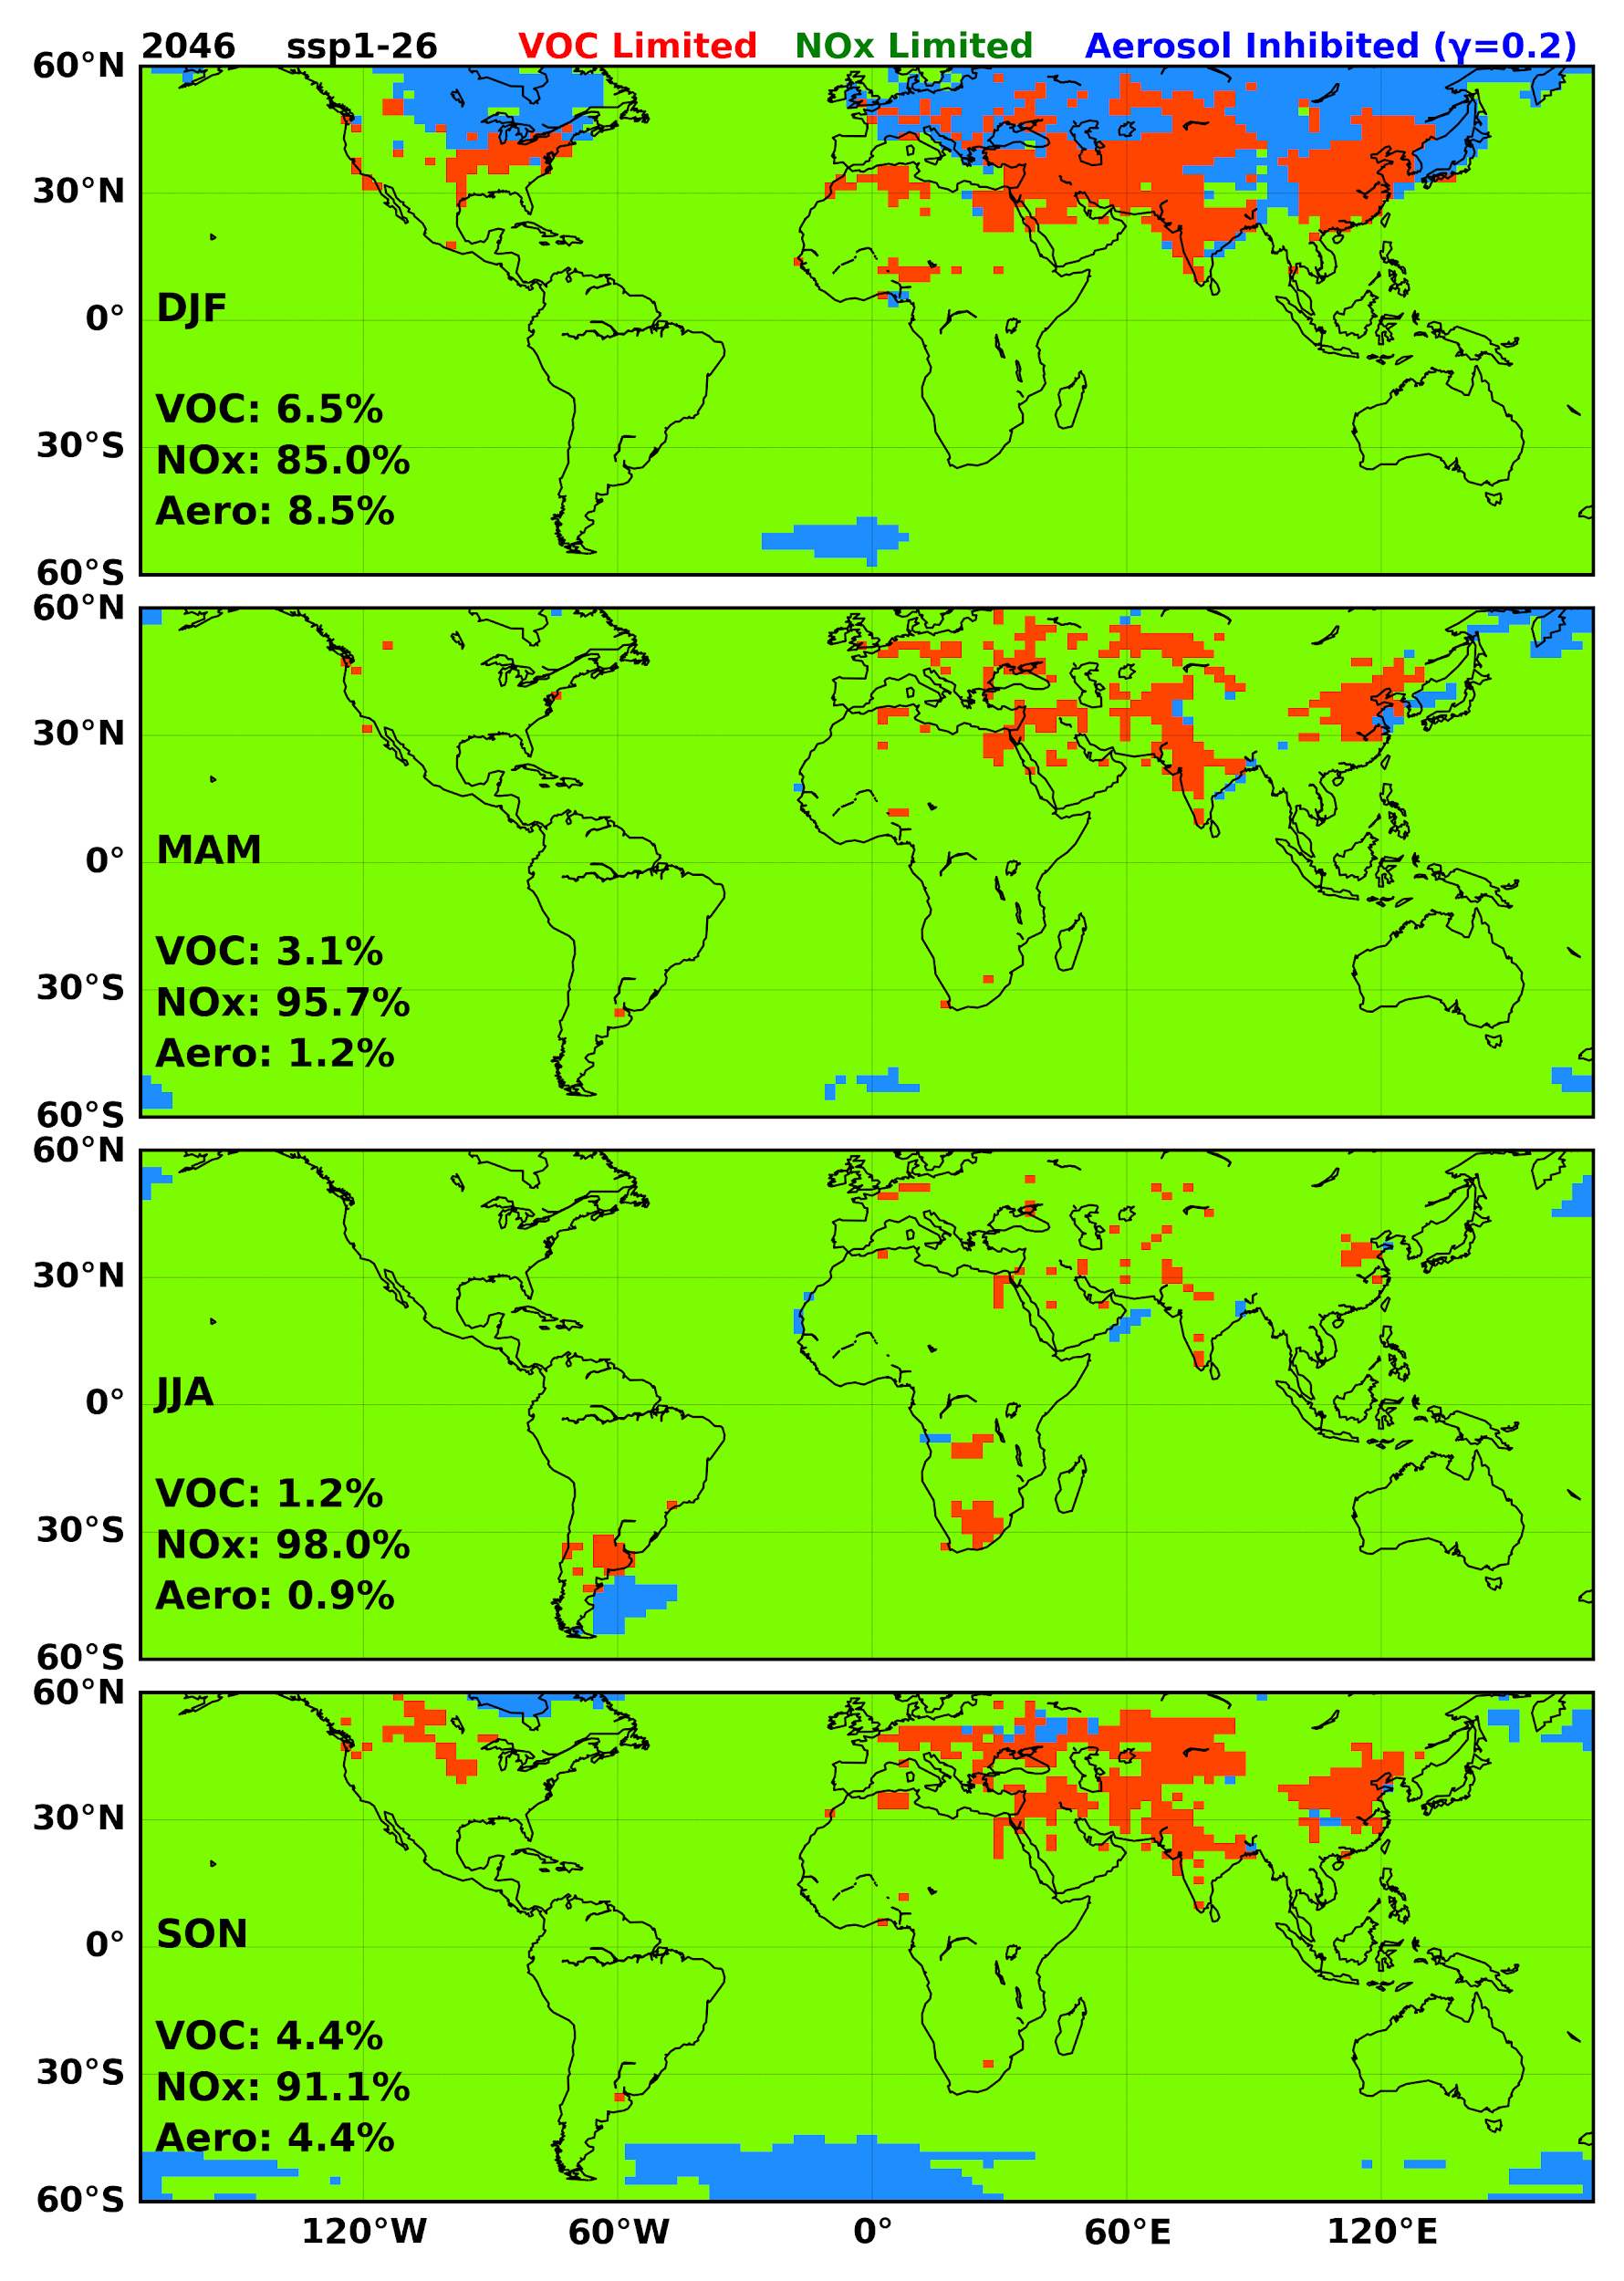 2046 ssp1-26 VOC Limited NOx Limited Aerosol Inhibited (γ=0.2)
60°N
30°N
0°
30°S
60°S
DJF
VOC: 6.5%
NOx: 85.0%
Aero: 8.5%
60°N
30°N
0°
30°S
60°S
MAM
VOC: 3.1%
NOx: 95.7%
Aero: 1.2%
60°N
30°N
0°
30°S
60°S
JJA
VOC: 1.2%
NOx: 98.0%
Aero: 0.9%
60°N
30°N
0°
30°S
60°S
SON
VOC: 4.4%
NOx: 91.1%
Aero: 4.4%
120°W 60°W 0° 60°E 120°E